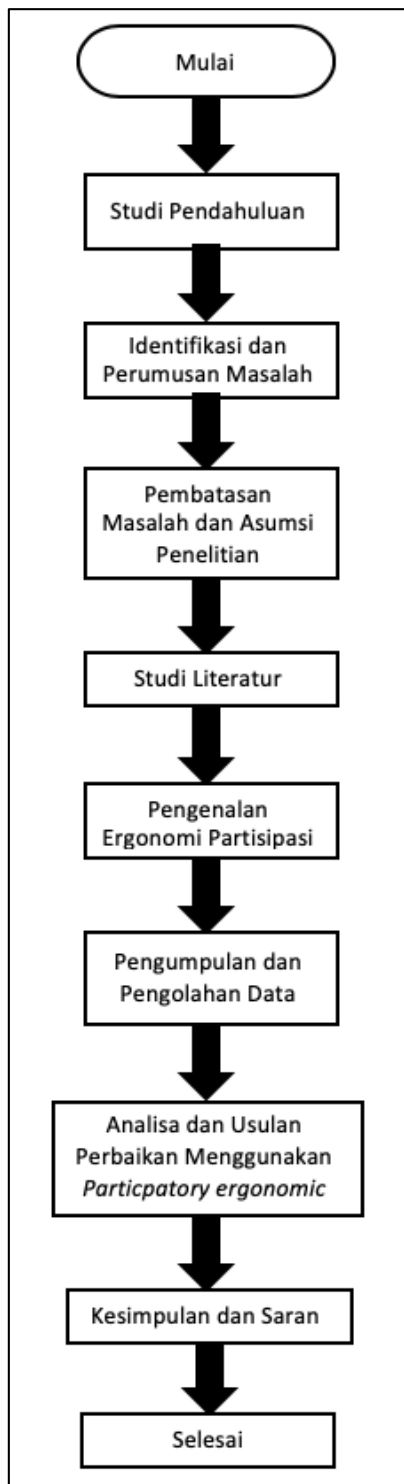 Mulai
Studi Pendahuluan
Identifikasi dan
Perumusan Masalah
Pembatasan
Masalah dan Asumsi
Penelitian
Studi Literatur
Pengenalan
Ergonomi Partisipasi
Pengumpulan dan
Pengolahan Data
Analisa dan Usulan
Perbaikan Menggunakan
Particpatory ergonomic
Kesimpulan dan Saran
Selesai